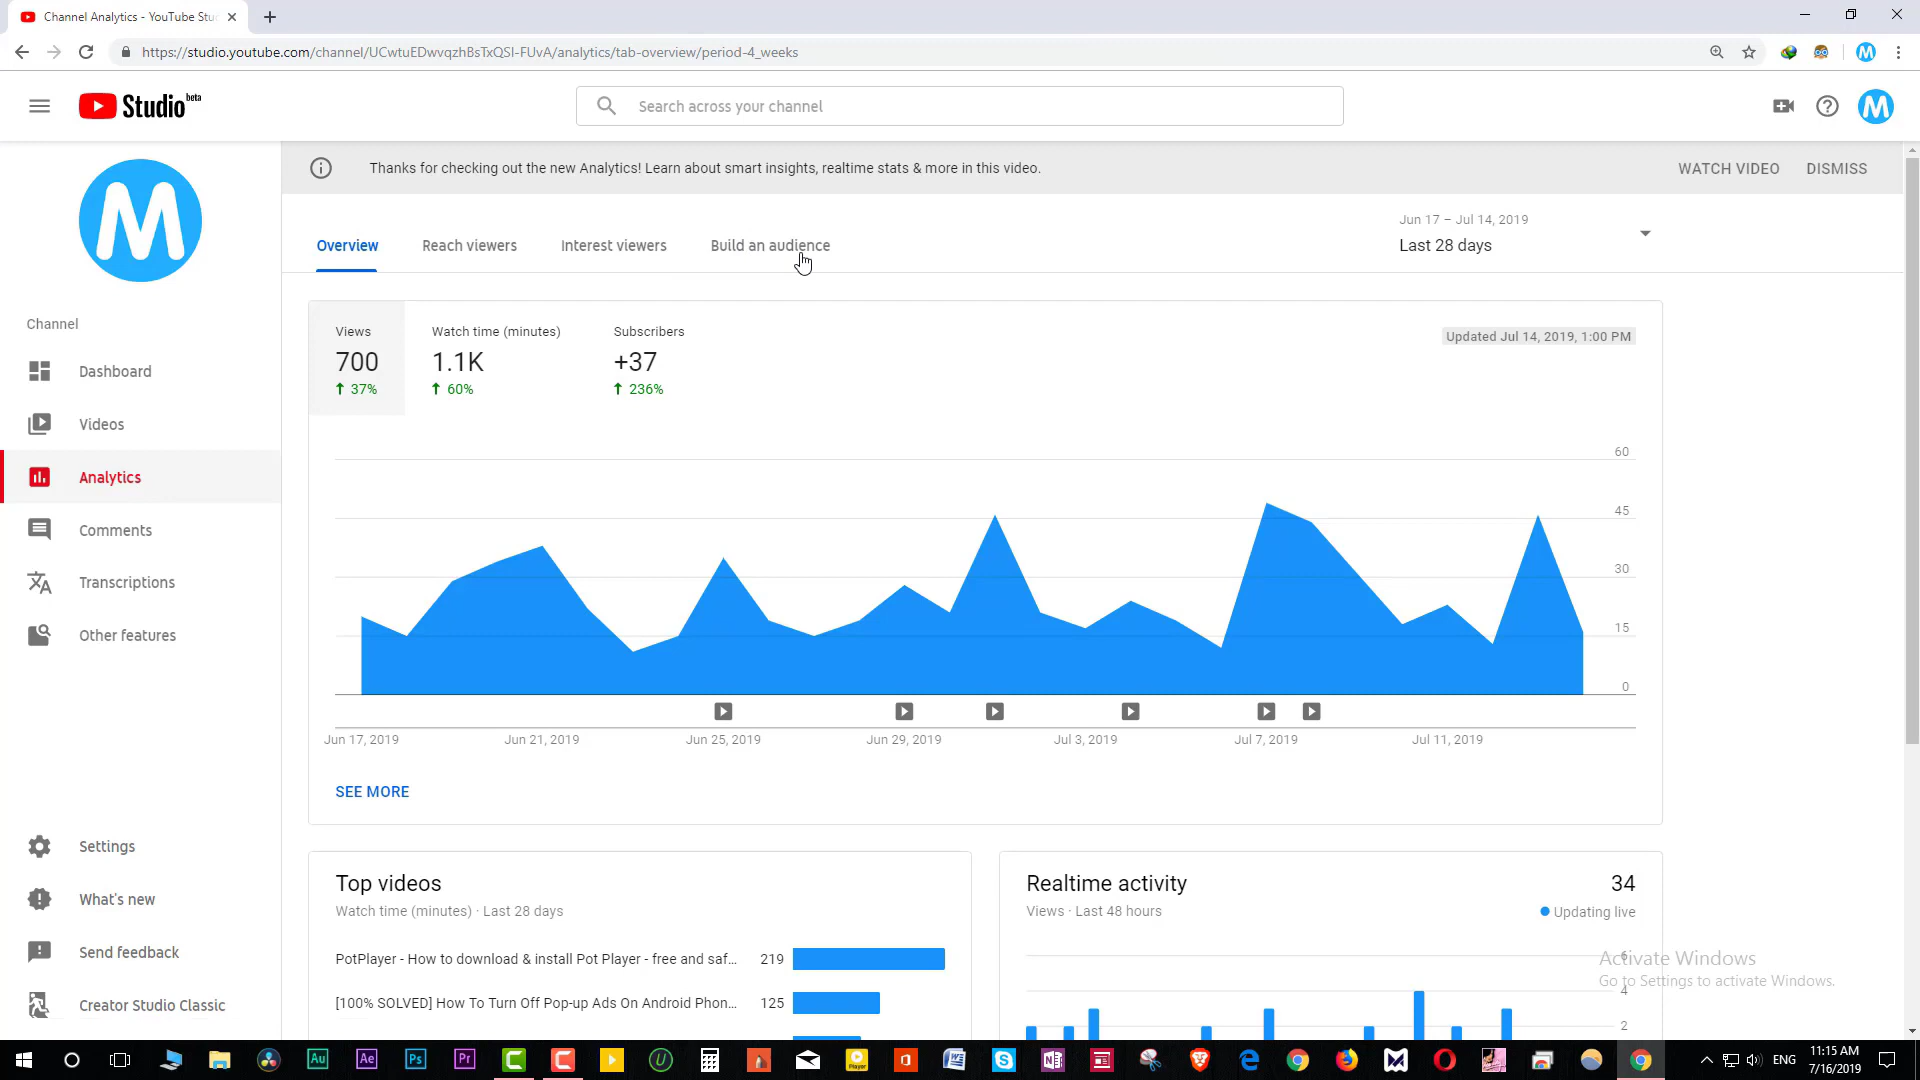 Channel Analytics - YouTube Stu
https://studio.youtube.com/channel/UCwtuEDwvqzhBsTxQSI-FUvA/analytics/tab-overview/period-4_weeks
M
Studio beta
Search across your channel
M
M
Thanks for checking out the new Analytics! Learn about smart insights, realtime stats & more in this video.
WATCH VIDEO DISMISS
Overview Reach viewers Interest viewers Build an audience
Jun 17 – Jul 14, 2019
Last 28 days
Channel
Dashboard
Videos
Analytics
Comments
Transcriptions
Other features
Settings
What's new
Send feedback
Creator Studio Classic
Views
700
37%
Watch time (minutes)
1.1K
60%
Subscribers
+37
236%
Updated Jul 14, 2019, 1:00 PM
60
45
30
15
0
Jun 17, 2019 Jun 21, 2019 Jun 25, 2019 Jun 29, 2019 Jul 3, 2019 Jul 7, 2019 Jul 11, 2019
SEE MORE
Top videos
Watch time (minutes) · Last 28 days
PotPlayer - How to download & install Pot Player - free and saf... 219
[100% SOLVED] How To Turn Off Pop-up Ads On Android Phon... 125
Realtime activity 34
Views · Last 48 hours
Updating live
6
4
2
Activate Windows
Go to Settings to activate Windows.
Au
Ae
Ps
Pr
Player
ENG
11:15 AM
7/16/2019